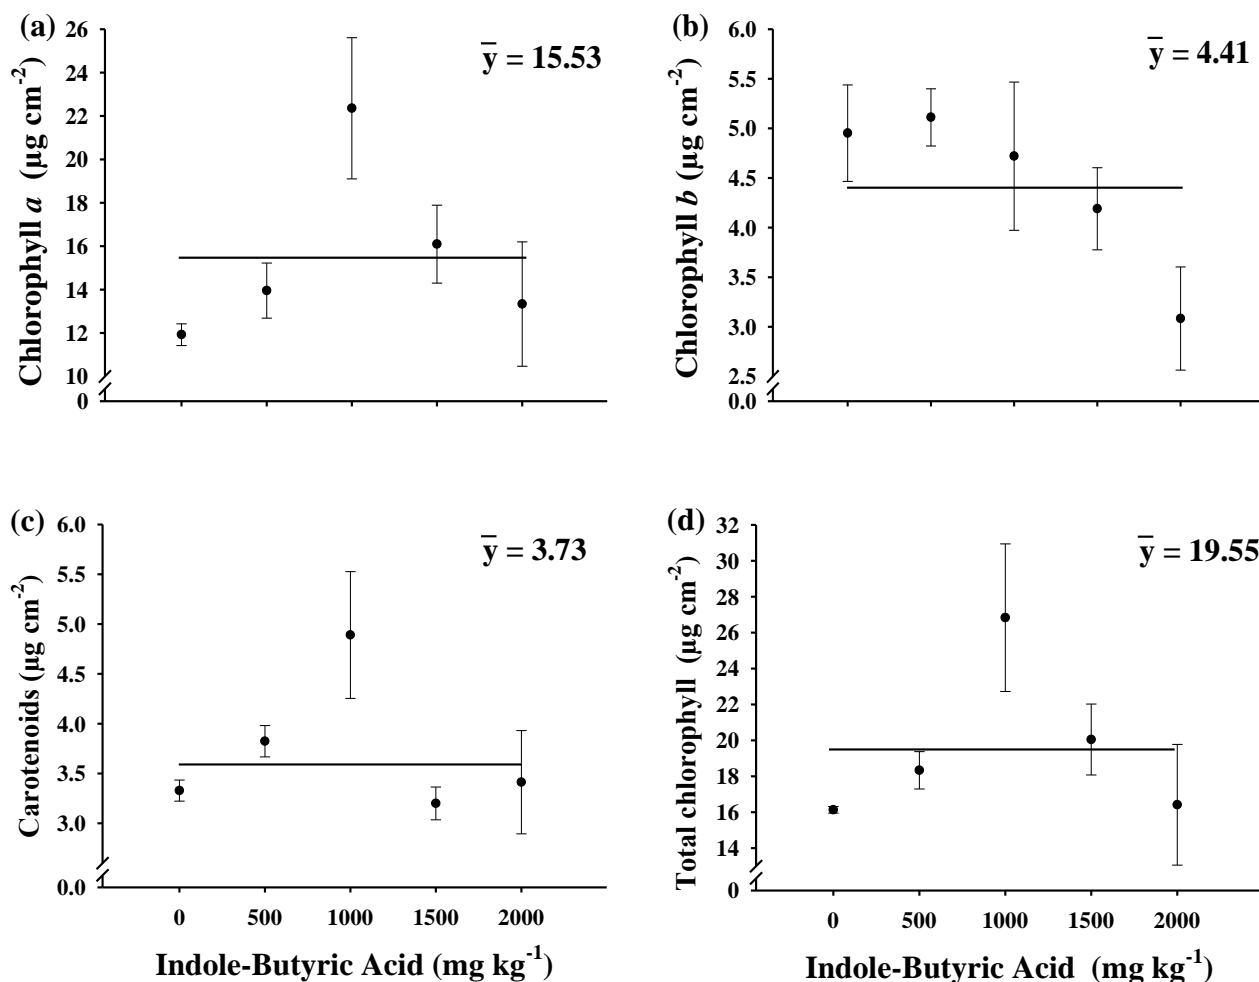 (a)
Chlorophyll a (µg cm-2)
26
24
22
20
18
16
14
12
10
0
y̅ = 15.53
(b)
Chlorophyll b (µg cm-2)
6.0
5.5
5.0
4.5
4.0
3.5
3.0
2.5
0.0
y̅ = 4.41
(c)
Carotenoids (µg cm-2)
6.0
5.5
5.0
4.5
4.0
3.5
3.0
0.0
y̅ = 3.73
0 500 1000 1500 2000
Indole-Butyric Acid (mg kg-1)
(d)
Total chlorophyll (µg cm-2)
32
30
28
26
24
22
20
18
16
14
0
y̅ = 19.55
0 500 1000 1500 2000
Indole-Butyric Acid (mg kg-1)